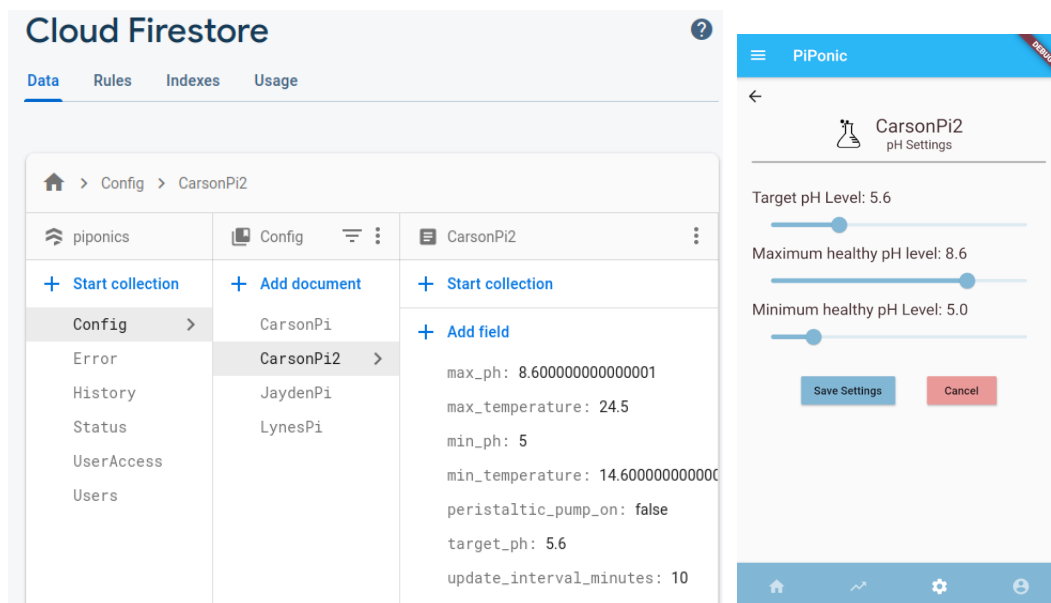 Cloud Firestore
?
Data Rules Indexes Usage
> Config > CarsonPi2
piponics
Config
CarsonPi2
+ Start collection
+ Add document
+ Start collection
Config >
Error
History
Status
UserAccess
Users
CarsonPi
CarsonPi2 >
JaydenPi
LynesPi
+ Add field
max_ph: 8.600000000000001
max_temperature: 24.5
min_ph: 5
min_temperature: 14.600000000000
peristaltic_pump_on: false
target_ph: 5.6
update_interval_minutes: 10
PiPonic
DEBUG
CarsonPi2
pH Settings
Target pH Level: 5.6
Maximum healthy pH level: 8.6
Minimum healthy pH Level: 5.0
Save Settings
Cancel